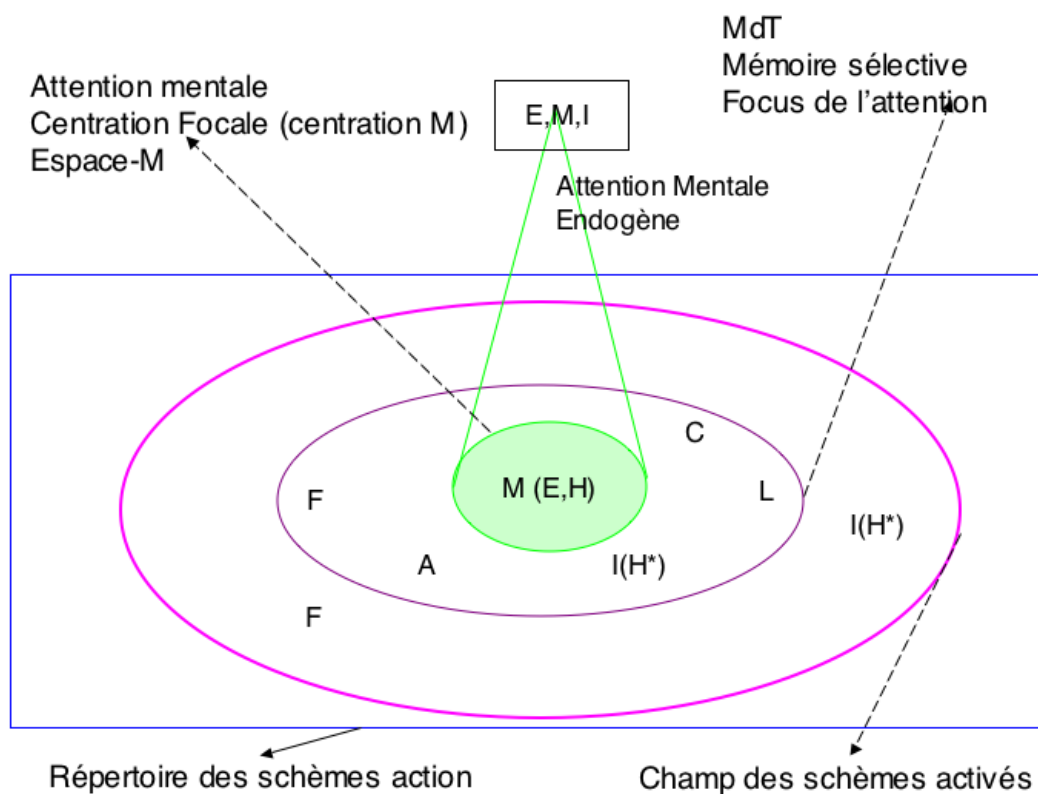 MdT
Mémoire sélective
Focus de l'attention
Attention mentale
Centration Focale (centration M)
Espace-M
E,M,I
Attention Mentale
Endogène
C
M (E,H)
L
F
I(H*)
A
I(H*)
F
Répertoire des schèmes action
Champ des schèmes activés